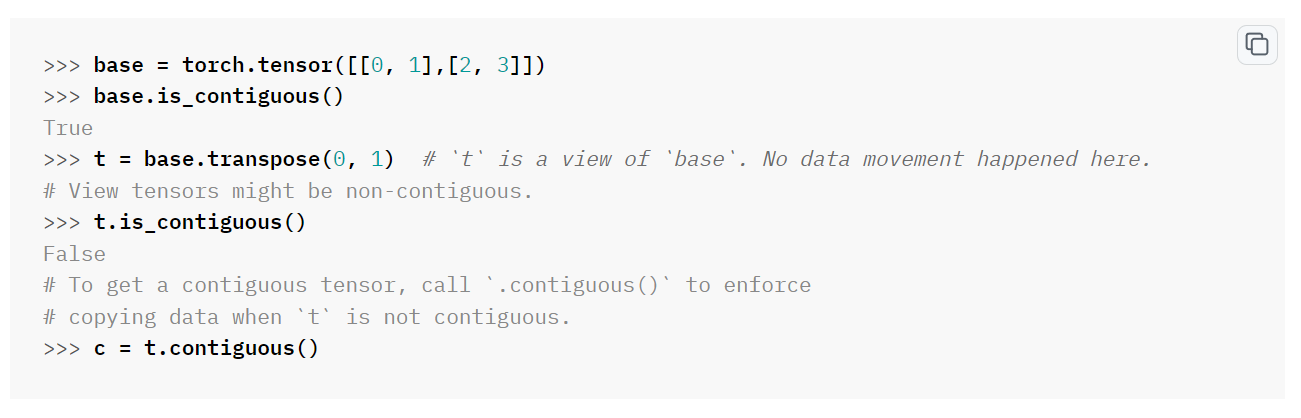 >>> base = torch.tensor([[0, 1],[2, 3]])
>>> base.is_contiguous()
True
>>> t = base.transpose(0, 1)  # `t` is a view of `base`. No data movement happened here.
# View tensors might be non-contiguous.
>>> t.is_contiguous()
False
# To get a contiguous tensor, call `.contiguous()` to enforce
# copying data when `t` is not contiguous.
>>> c = t.contiguous()